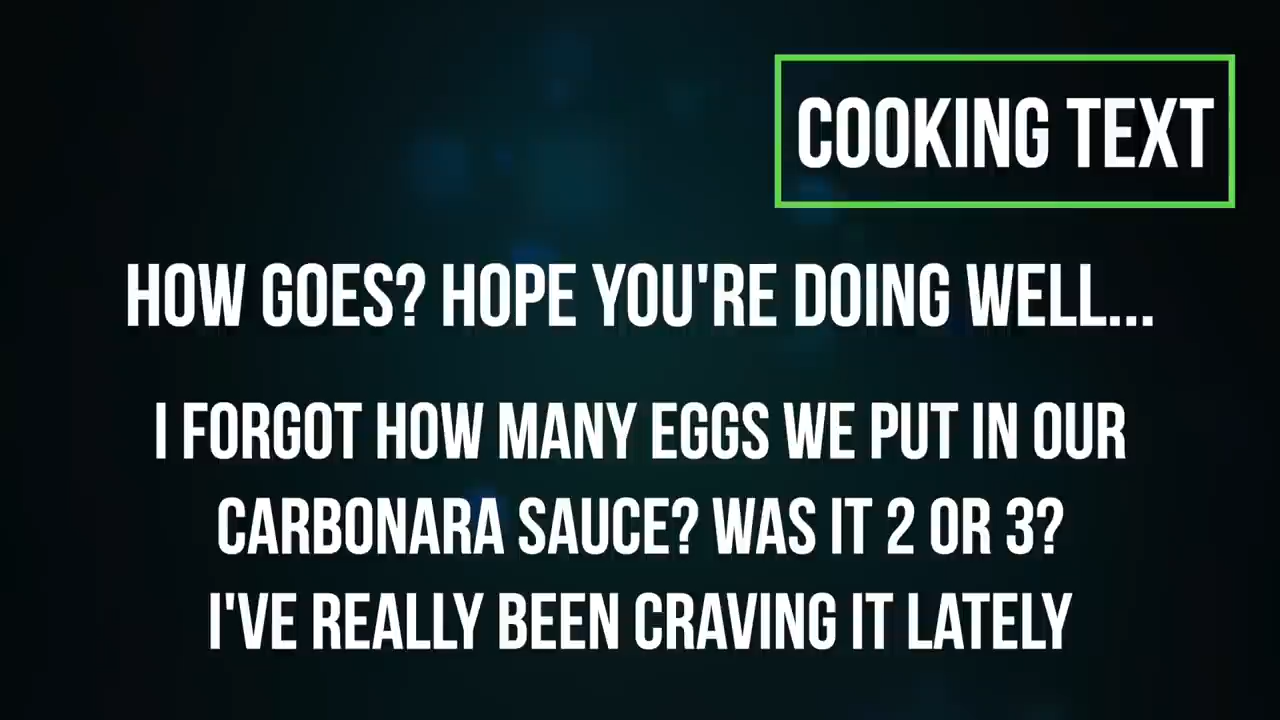 COOKING TEXT
HOW GOES? HOPE YOU'RE DOING WELL...
I FORGOT HOW MANY EGGS WE PUT IN OUR
CARBONARA SAUCE? WAS IT 2 OR 3?
I'VE REALLY BEEN CRAVING IT LATELY